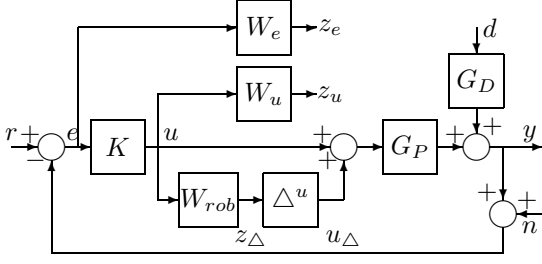 W_e z_e
d
W_u z_u
G_D
r + e K u + + G_P + + y
−
W_rob △^u + +
z_△ u_△ n